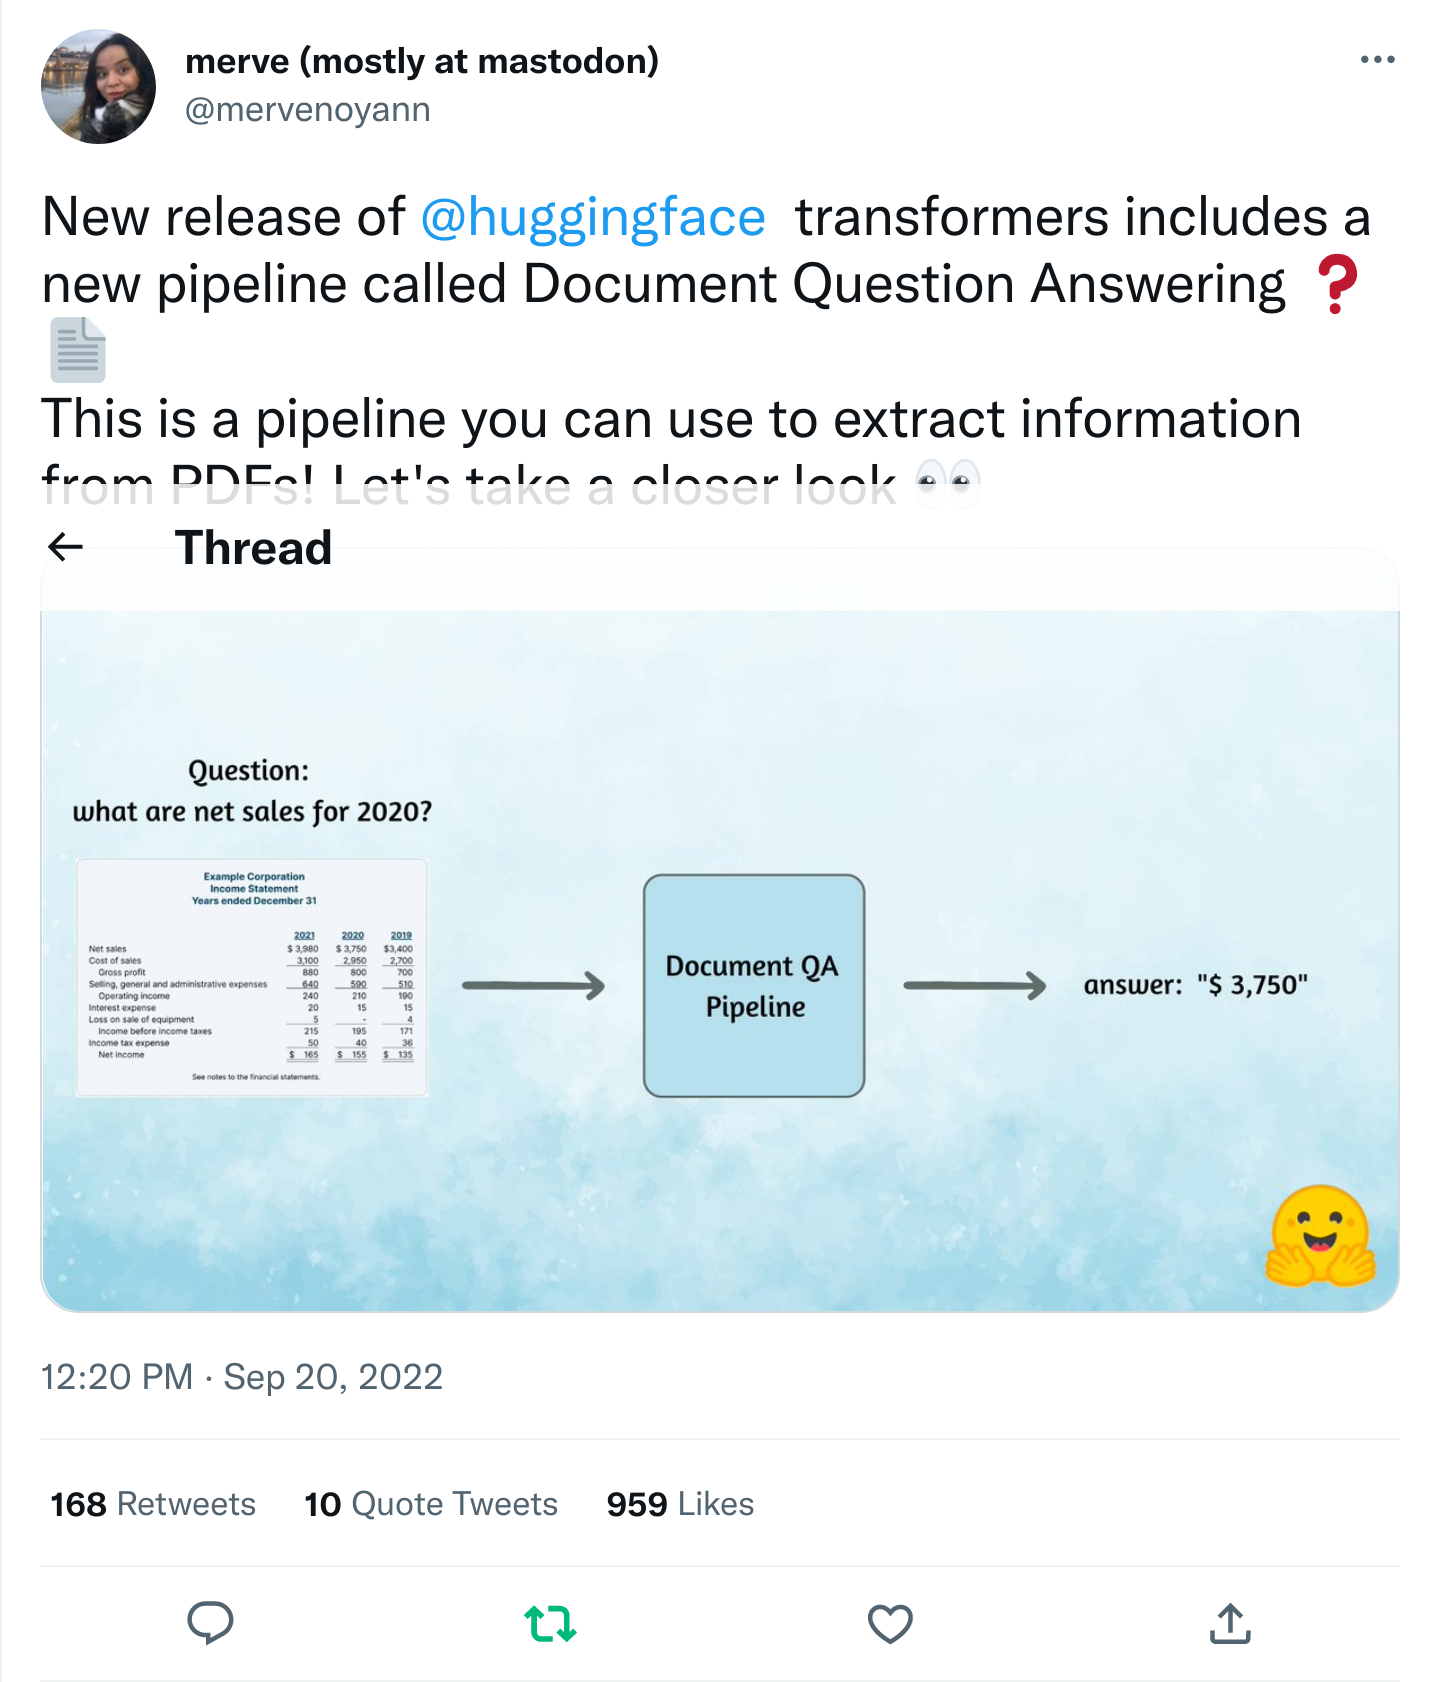 merve (mostly at mastodon)
@mervenoyann
New release of @huggingface transformers includes a
new pipeline called Document Question Answering ❓
📄
This is a pipeline you can use to extract information
from PDFs! Let's take a closer look 👀
← Thread
Question:
what are net sales for 2020?
Example Corporation
Income Statement
Years ended December 31
2021 2020 2019
Net sales $ 3,980 $ 3,750 $3,400
Cost of sales 3,100 2,950 2,700
Gross profit 880 800 700
Selling, general and administrative expenses 640 590 510
Operating income 240 210 190
Interest expense 20 15 15
Loss on sale of equipment 5 - 4
Income before income taxes 215 195 171
Income tax expense 50 40 36
Net income $ 165 $ 155 $ 135
See notes to the financial statements.
Document QA
Pipeline
answer: "$ 3,750"
12:20 PM · Sep 20, 2022
168 Retweets 10 Quote Tweets 959 Likes